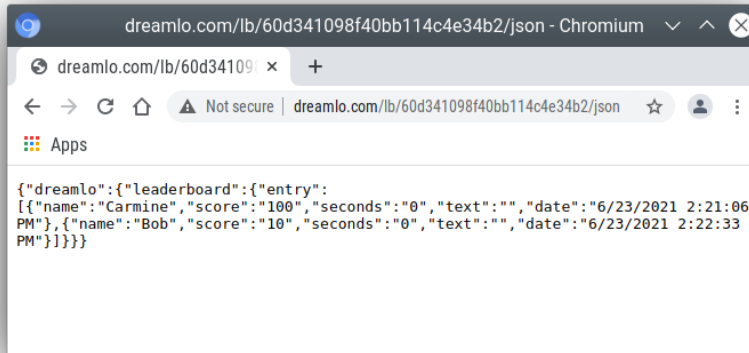 dreamlo.com/lb/60d341098f40bb114c4e34b2/json - Chromium
dreamlo.com/lb/60d34109
Not secure | dreamlo.com/lb/60d341098f40bb114c4e34b2/json
Apps
{"dreamlo":{"leaderboard":{"entry":
[{"name":"Carmine","score":"100","seconds":"0","text":"","date":"6/23/2021 2:21:06
PM"},{"name":"Bob","score":"10","seconds":"0","text":"","date":"6/23/2021 2:22:33
PM"}]}}}